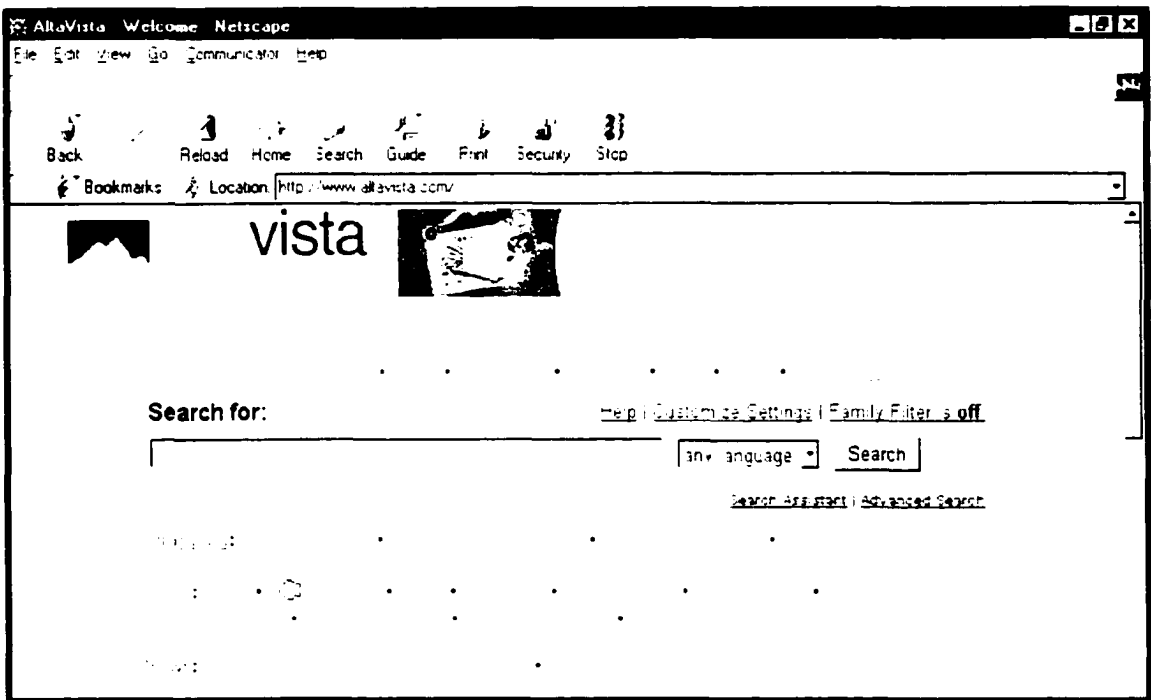 AltaVista Welcome Netscape
File Edit View Go Communicator Help
Back Reload Home Search Guide Print Security Stop
Bookmarks Location: http://www.altavista.com/
vista
Search for: Help | Customize Settings | Family Filter is off
any language Search
Search Assistant | Advanced Search